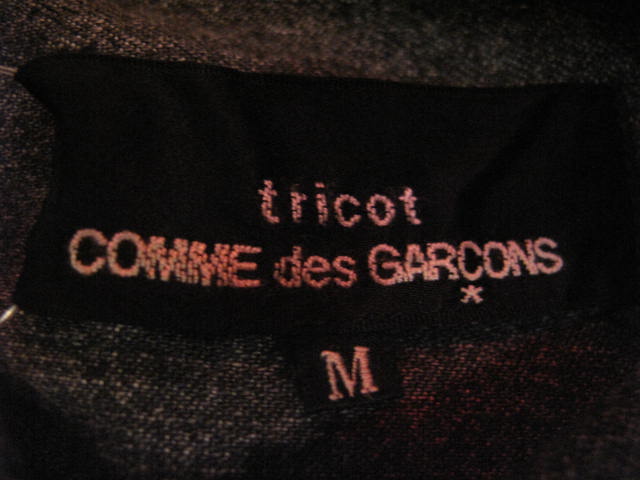 tricot
COMME des GARCONS
*
M